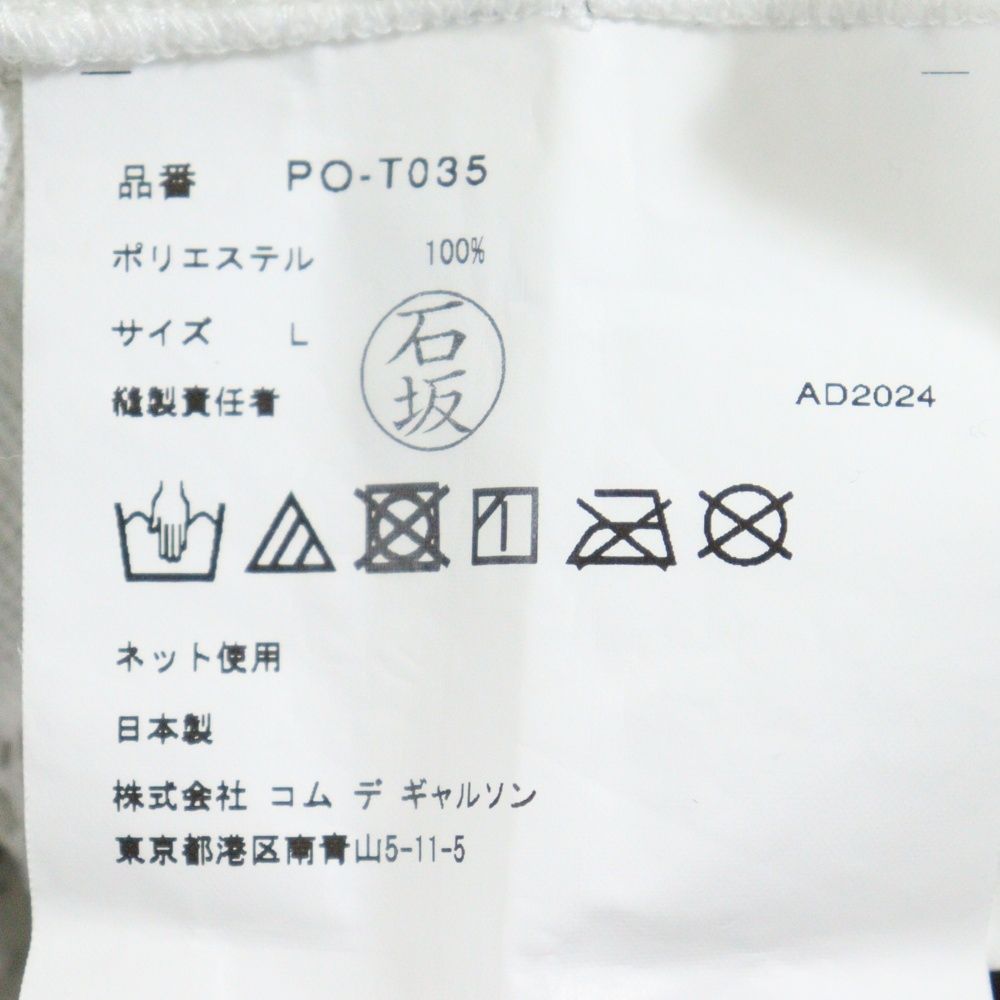 品番 PO-T035
ポリエステル 100%
サイズ L
石坂
縫製責任者
AD2024
ネット使用
日本製
株式会社 コム デ ギャルソン
東京都港区南青山5-11-5